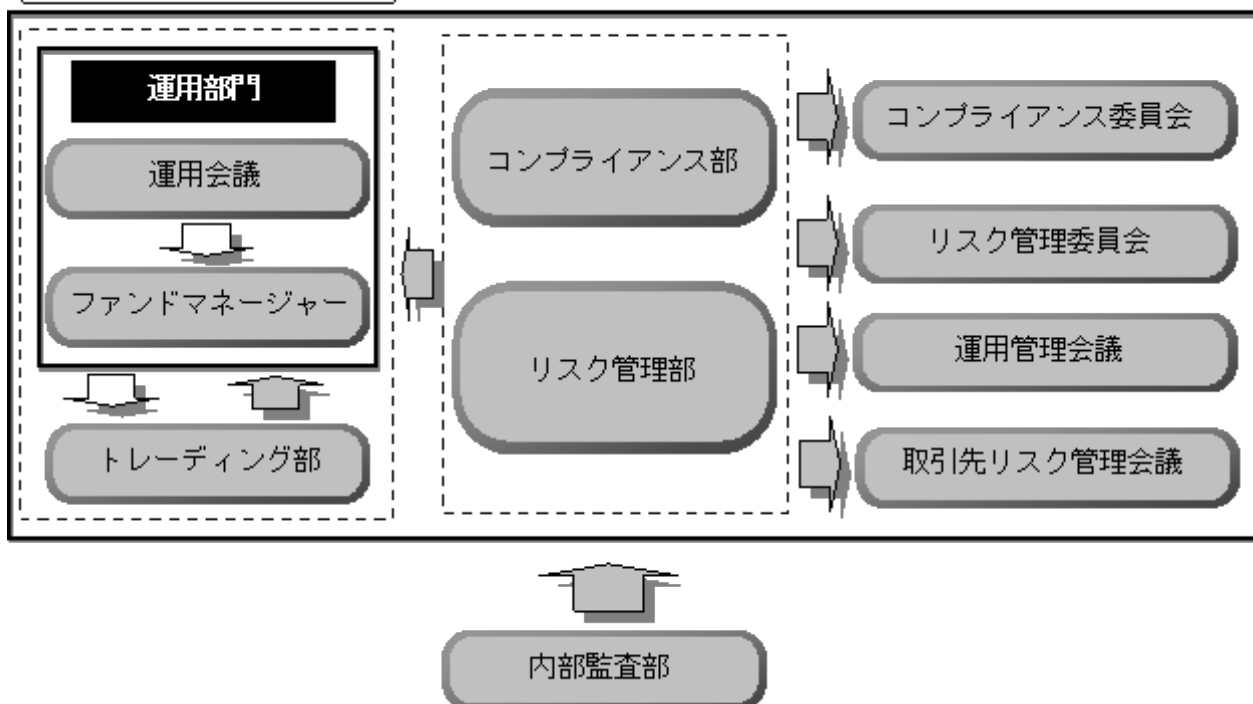 運用部門
運用会議
ファンドマネージャー
トレーディング部
コンプライアンス部
リスク管理部
コンプライアンス委員会
リスク管理委員会
運用管理会議
取引先リスク管理会議
内部監査部